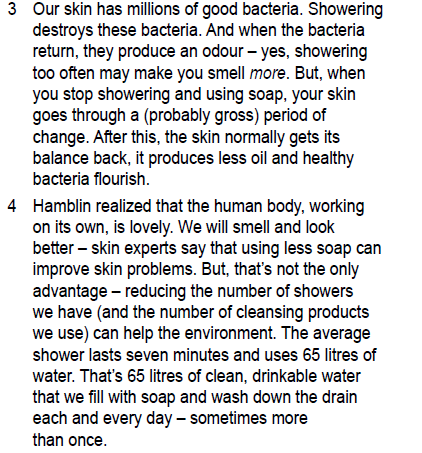 3 Our skin has millions of good bacteria. Showering
destroys these bacteria. And when the bacteria
return, they produce an odour – yes, showering
too often may make you smell more. But, when
you stop showering and using soap, your skin
goes through a (probably gross) period of
change. After this, the skin normally gets its
balance back, it produces less oil and healthy
bacteria flourish.
4 Hamblin realized that the human body, working
on its own, is lovely. We will smell and look
better – skin experts say that using less soap can
improve skin problems. But, that’s not the only
advantage – reducing the number of showers
we have (and the number of cleansing products
we use) can help the environment. The average
shower lasts seven minutes and uses 65 litres of
water. That’s 65 litres of clean, drinkable water
that we fill with soap and wash down the drain
each and every day – sometimes more
than once.